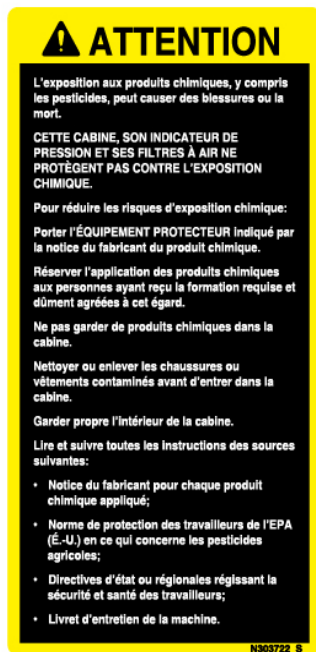 ATTENTION
L'exposition aux produits chimiques, y compris
les pesticides, peut causer des blessures ou la
mort.
CETTE CABINE, SON INDICATEUR DE
PRESSION ET SES FILTRES À AIR NE
PROTÈGENT PAS CONTRE L'EXPOSITION
CHIMIQUE.
Pour réduire les risques d'exposition chimique:
Porter l'ÉQUIPEMENT PROTECTEUR indiqué par
la notice du fabricant du produit chimique.
Réserver l'application des produits chimiques
aux personnes ayant reçu la formation requise et
dûment agréées à cet égard.
Ne pas garder de produits chimiques dans la
cabine.
Nettoyer ou enlever les chaussures ou
vêtements contaminés avant d'entrer dans la
cabine.
Garder propre l'intérieur de la cabine.
Lire et suivre toutes les instructions des sources
suivantes:
• Notice du fabricant pour chaque produit
chimique appliqué;
• Norme de protection des travailleurs de l'EPA
(É.-U.) en ce qui concerne les pesticides
agricoles;
• Directives d'état ou régionales régissant la
sécurité et santé des travailleurs;
• Livret d'entretien de la machine.
N303722 S